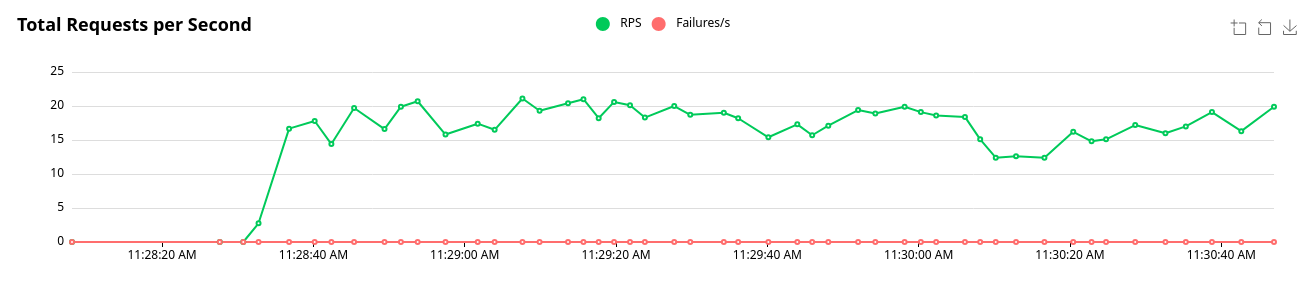 Total Requests per Second
RPS
Failures/s
25
20
15
10
5
0
11:28:20 AM
11:28:40 AM
11:29:00 AM
11:29:20 AM
11:29:40 AM
11:30:00 AM
11:30:20 AM
11:30:40 AM